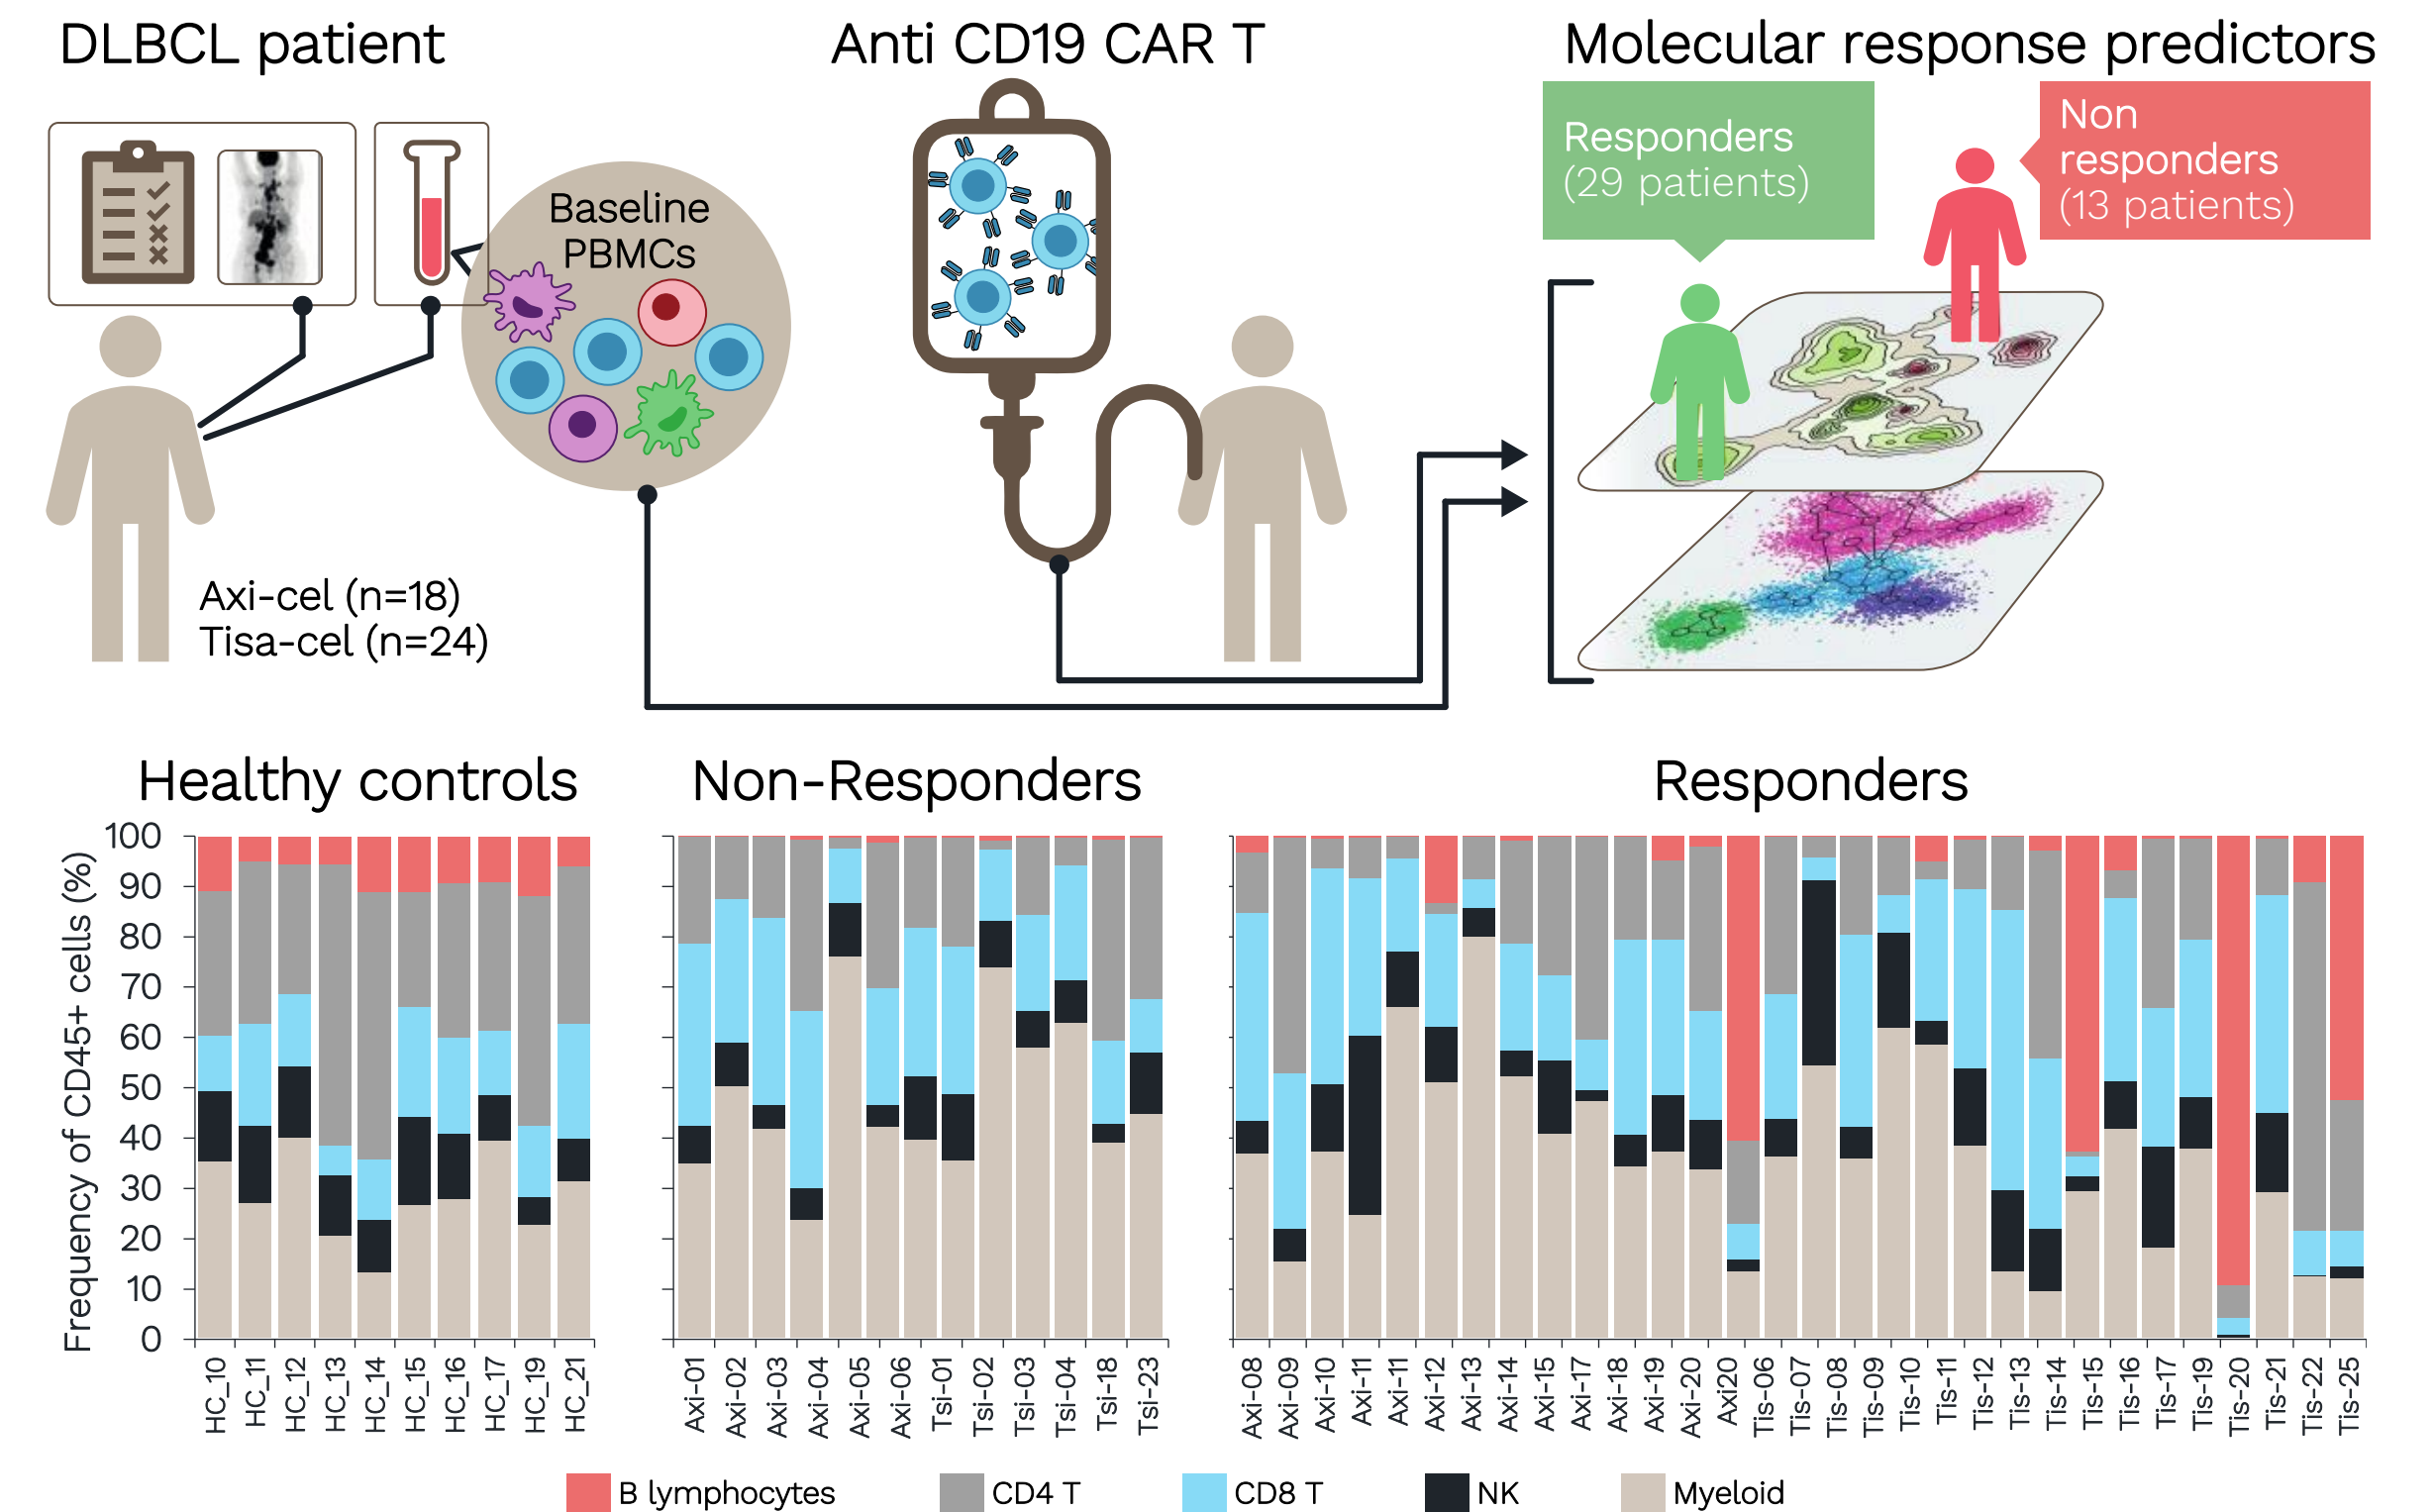 DLBCL patient
Anti CD19 CAR T
Molecular response predictors
Responders
(29 patients)
Non
responders
(13 patients)
Baseline
PBMCs
Axi-cel (n=18)
Tisa-cel (n=24)
Healthy controls
Non-Responders
Responders
Frequency of CD45+ cells (%)
100
90
80
70
60
50
40
30
20
10
0
HC_10
HC_11
HC_12
HC_13
HC_14
HC_15
HC_16
HC_17
HC_19
HC_21
Axi-01
Axi-02
Axi-03
Axi-04
Axi-05
Axi-06
Tsi-01
Tsi-02
Tsi-03
Tsi-04
Tsi-18
Tsi-23
Axi-08
Axi-09
Axi-10
Axi-11
Axi-11
Axi-12
Axi-13
Axi-14
Axi-15
Axi-17
Axi-18
Axi-19
Axi-20
Axi20
Tis-06
Tis-07
Tis-08
Tis-09
Tis-10
Tis-11
Tis-12
Tis-13
Tis-14
Tis-15
Tis-16
Tis-17
Tis-19
Tis-20
Tis-21
Tis-22
Tis-25
B lymphocytes
CD4 T
CD8 T
NK
Myeloid